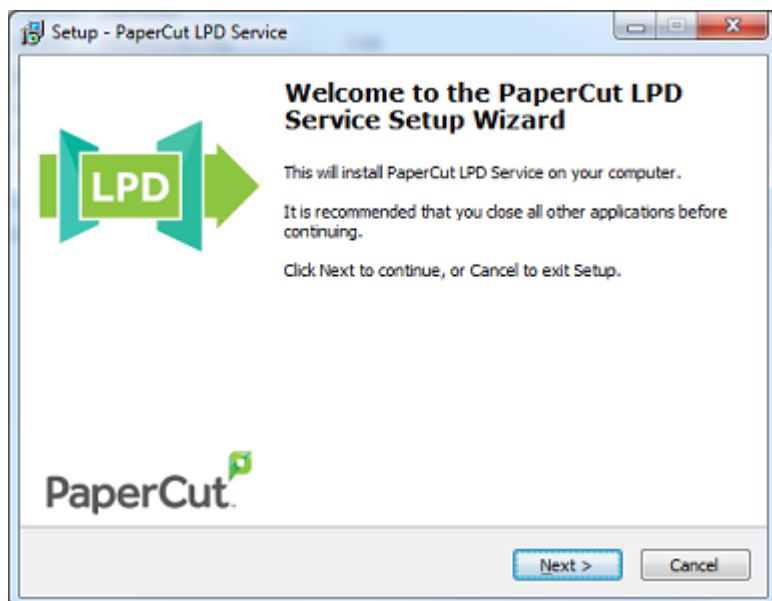 Setup - PaperCut LPD Service
Welcome to the PaperCut LPD
Service Setup Wizard
This will install PaperCut LPD Service on your computer.
It is recommended that you close all other applications before
continuing.
Click Next to continue, or Cancel to exit Setup.
LPD
PaperCut™
Next >
Cancel